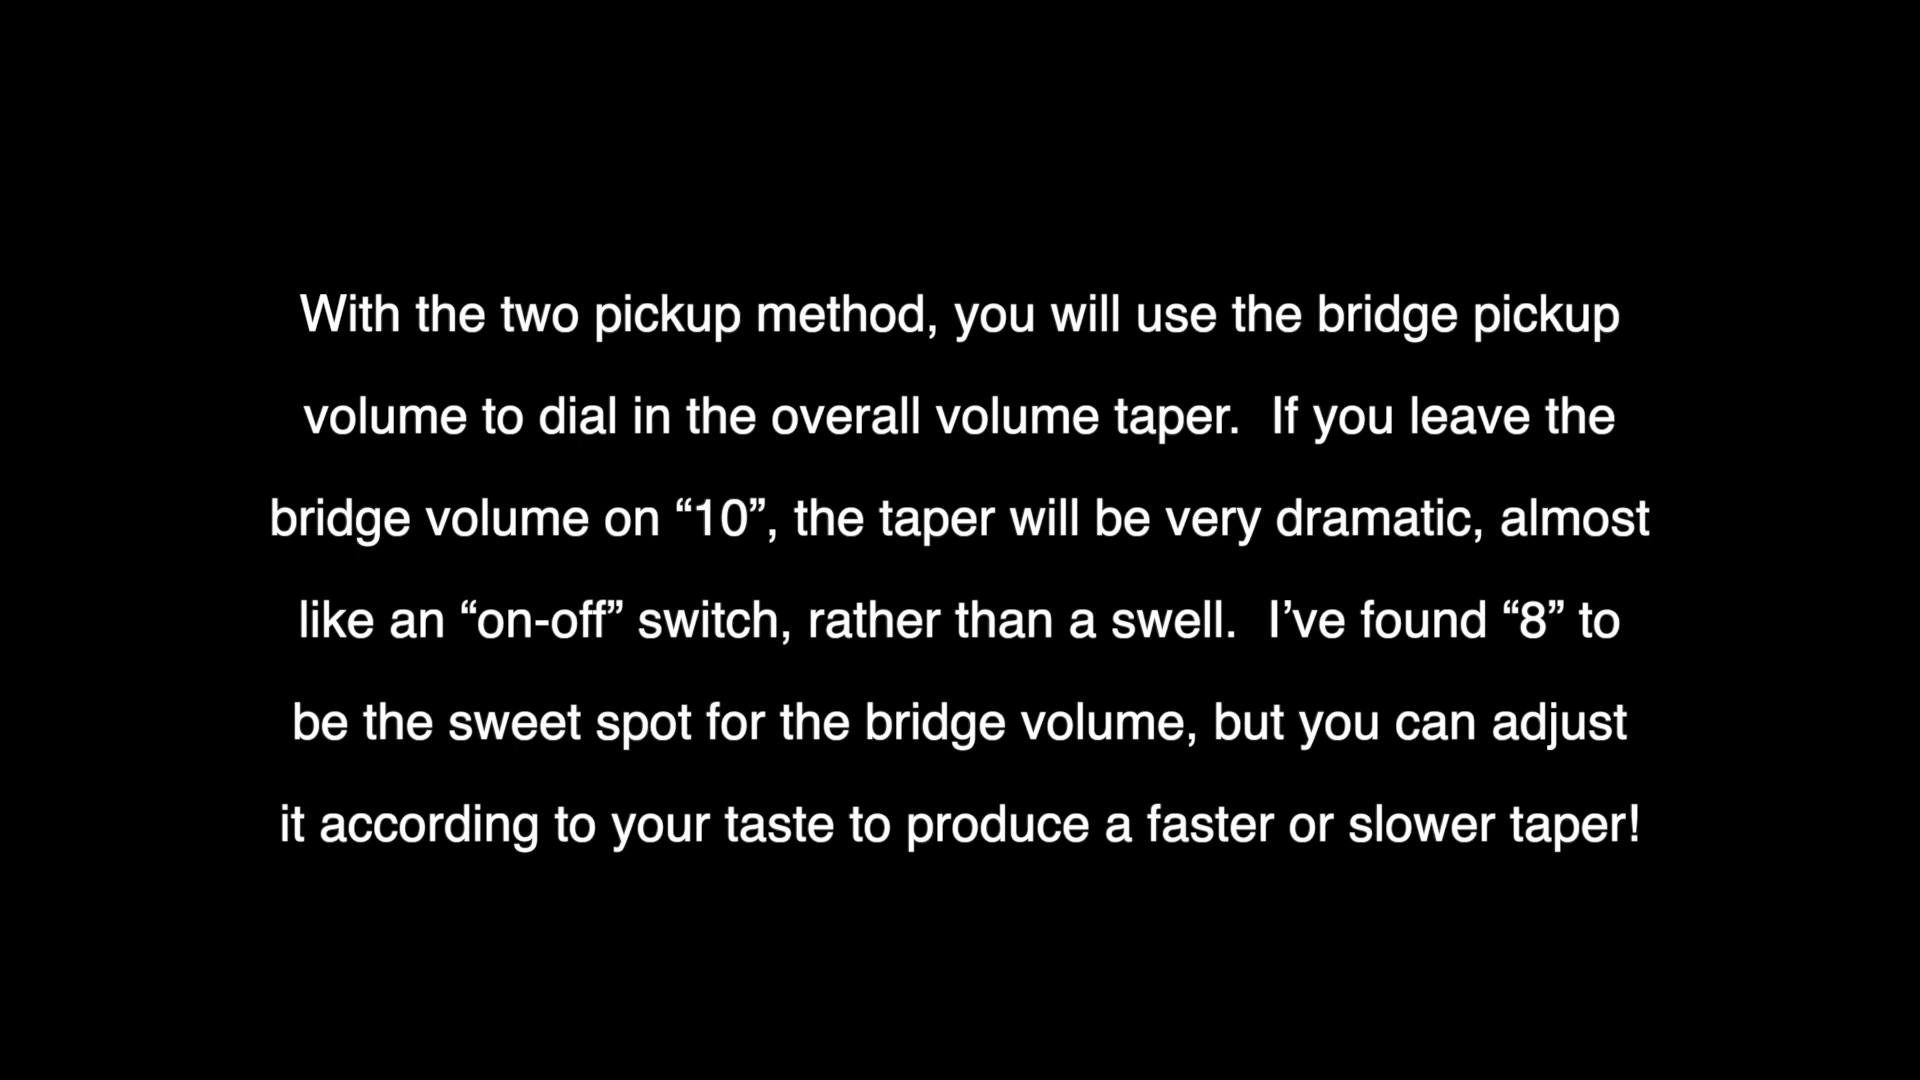 With the two pickup method, you will use the bridge pickup
volume to dial in the overall volume taper.  If you leave the
bridge volume on “10”, the taper will be very dramatic, almost
like an “on-off” switch, rather than a swell.  I’ve found “8” to
be the sweet spot for the bridge volume, but you can adjust
it according to your taste to produce a faster or slower taper!